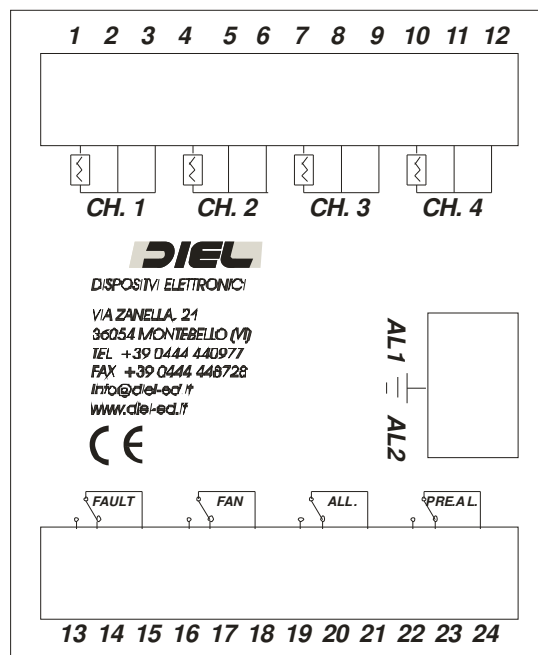 1 2 3 4 5 6 7 8 9 10 11 12
CH. 1 CH. 2 CH. 3 CH. 4
DIEL
DISPOSITIVI ELETTRONICI
VIA ZANELLA, 21
36054 MONTEBELLO (VI)
TEL +39 0444 440977
FAX +39 0444 448728
info@diel-ed.it
www.diel-ed.it
CE
AL1
AL2
FAULT FAN ALL. PRE.AL.
13 14 15 16 17 18 19 20 21 22 23 24